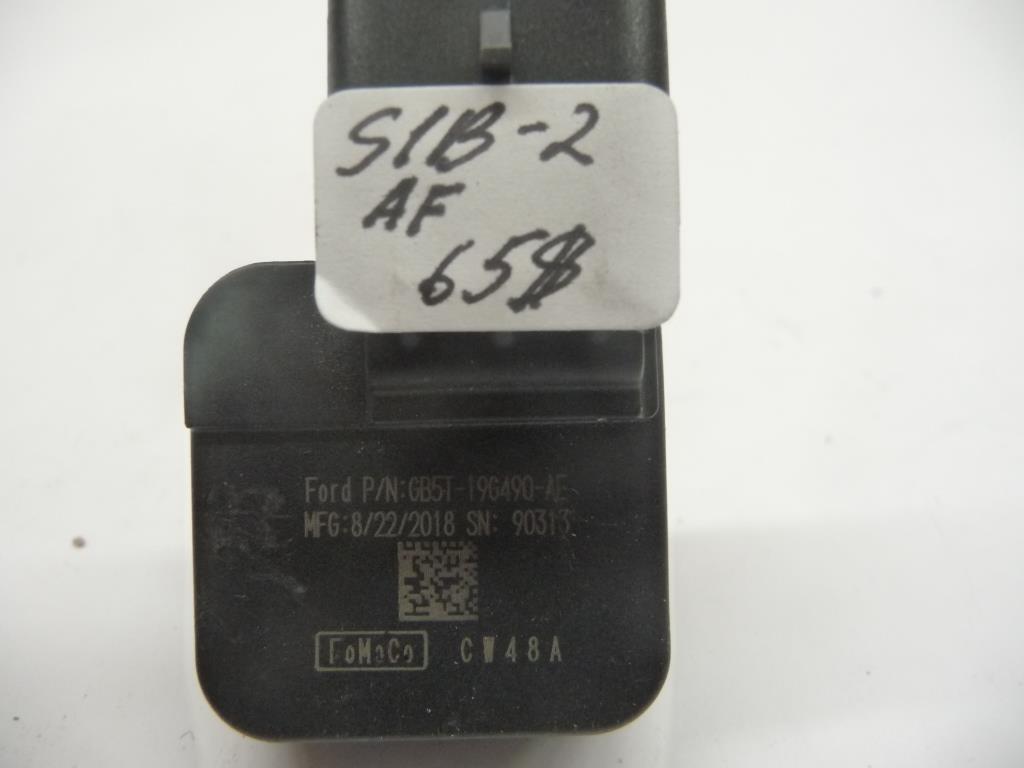 S1B-2
AF
65$
Ford P/N:GB5T-19G490-AE
MFG:8/22/2018 SN: 90313
FoMoCo CW48A